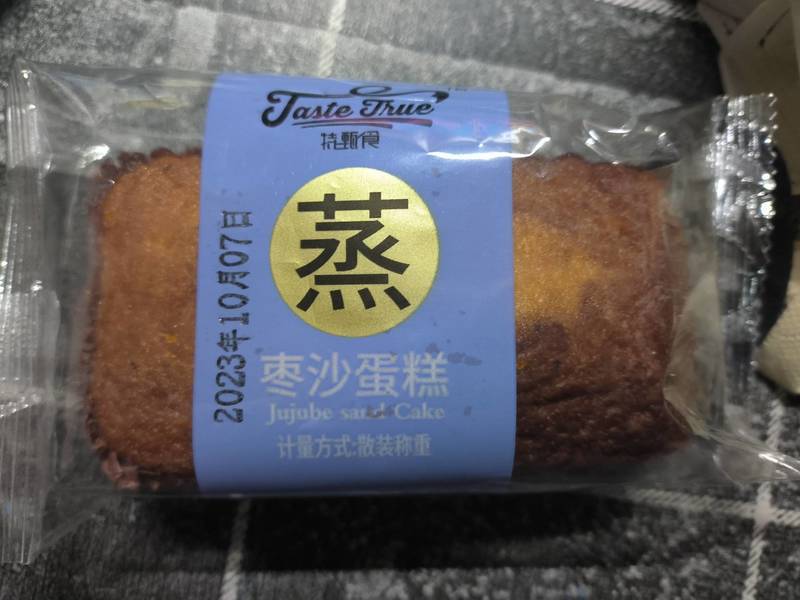 Taste True
特甄食
蒸
2023年10月07日
枣沙蛋糕
Jujube sand Cake
计量方式:散装称重